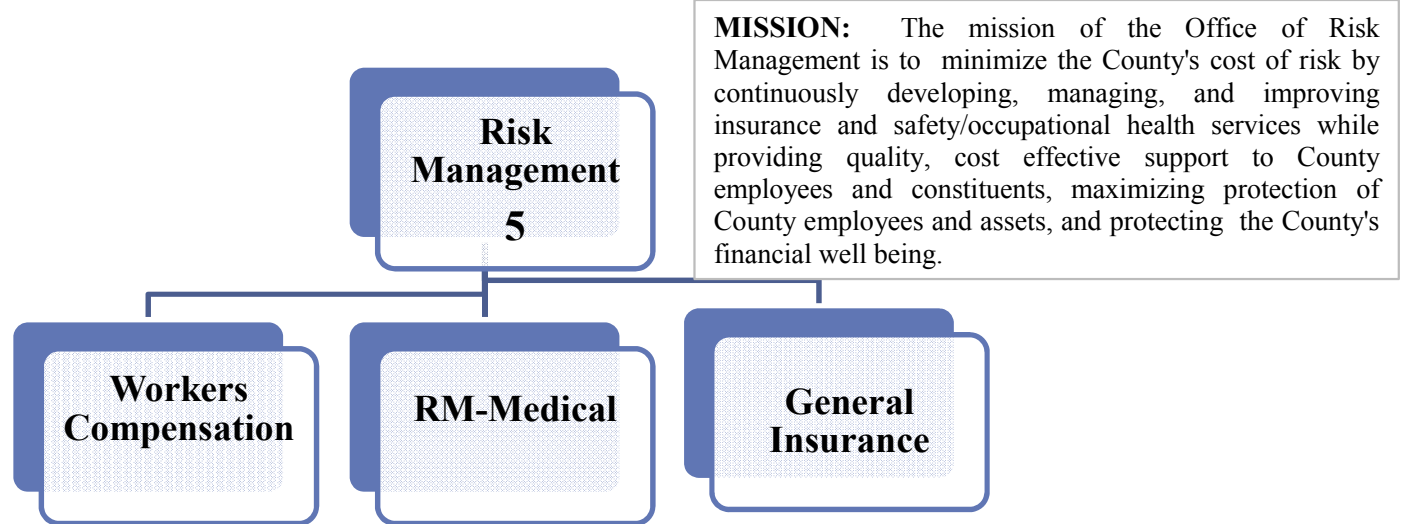 MISSION: The mission of the Office of Risk
Management is to minimize the County's cost of risk by
continuously developing, managing, and improving
insurance and safety/occupational health services while
providing quality, cost effective support to County
employees and constituents, maximizing protection of
County employees and assets, and protecting the County's
financial well being.
Risk
Management
5
Workers
Compensation
RM-Medical
General
Insurance